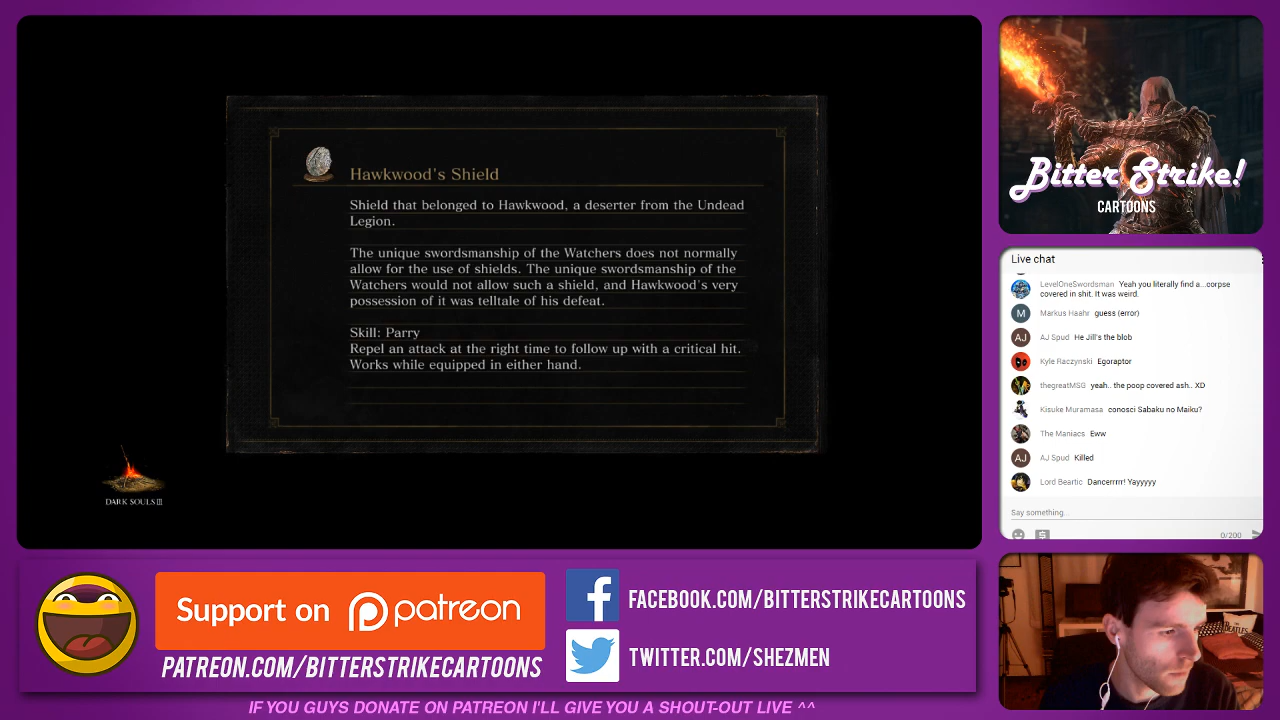 Hawkwood's Shield
Shield that belonged to Hawkwood, a deserter from the Undead
Legion.
The unique swordsmanship of the Watchers does not normally
allow for the use of shields. The unique swordsmanship of the
Watchers would not allow such a shield, and Hawkwood's very
possession of it was telltale of his defeat.
Skill: Parry
Repel an attack at the right time to follow up with a critical hit.
Works while equipped in either hand.
DARK SOULS III
Bitter Strike!
CARTOONS
Live chat
LevelOneSwordsman Yeah you literally find a...corpse
covered in shit. It was weird.
M Markus Haahr guess (error)
AJ AJ Spud He Jill's the blob
Kyle Raczynski Egoraptor
thegreatMSG yeah.. the poop covered ash.. XD
Kisuke Muramasa conosci Sabaku no Maiku?
The Maniacs Eww
AJ AJ Spud Killed
Lord Beartic Dancerrrrr! Yayyyyy
Say something...
0/200
Support on patreon
PATREON.COM/BITTERSTRIKECARTOONS
f FACEBOOK.COM/BITTERSTRIKECARTOONS
TWITTER.COM/SHEZMEN
THE BEATLES
IF YOU GUYS DONATE ON PATREON I'LL GIVE YOU A SHOUT-OUT LIVE ^^